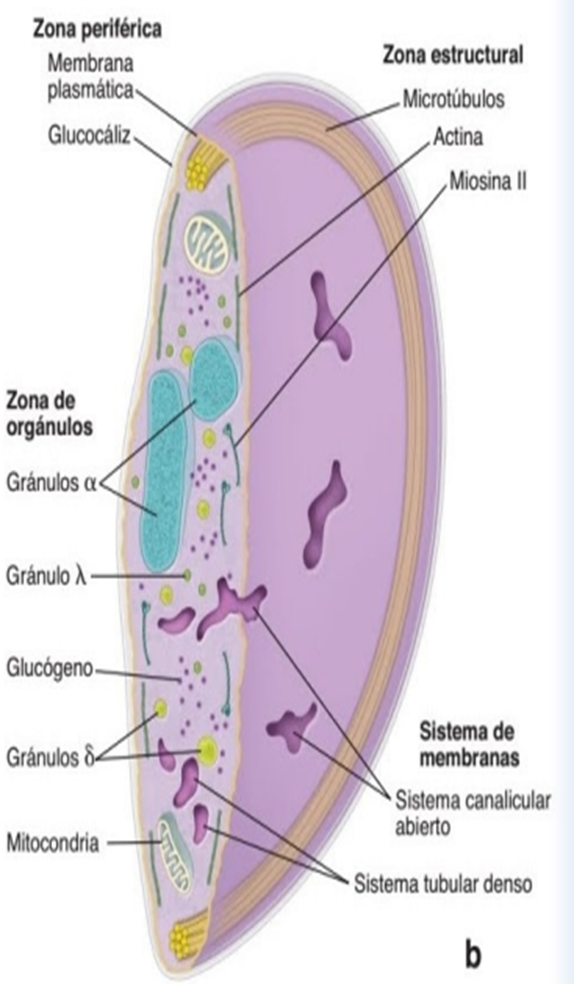 Zona periférica
Membrana
plasmática
Glucocáliz
Zona estructural
Microtúbulos
Actina
Miosina II
Zona de
orgánulos
Gránulos α
Gránulo λ
Glucógeno
Gránulos δ
Mitocondria
Sistema de
membranas
Sistema canalicular
abierto
Sistema tubular denso
b